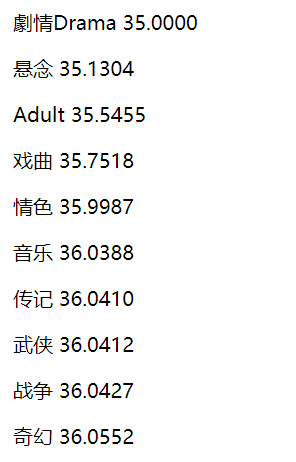 劇情Drama 35.0000
悬念 35.1304
Adult 35.5455
戏曲 35.7518
情色 35.9987
音乐 36.0388
传记 36.0410
武侠 36.0412
战争 36.0427
奇幻 36.0552